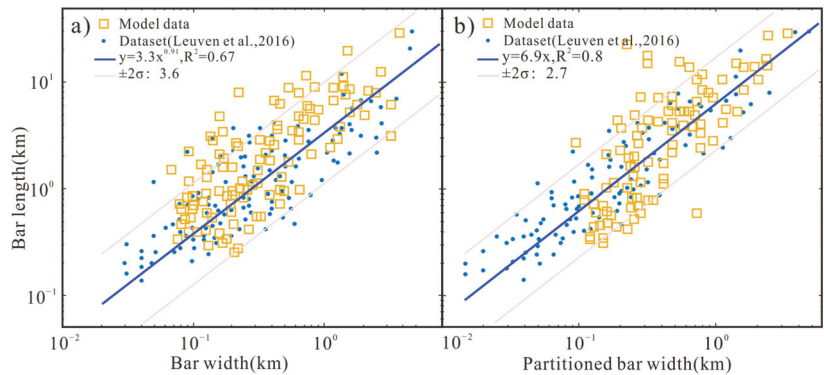 a)
Model data
Dataset(Leuven et al.,2016)
y=3.3x^0.91,R²=0.67
±2σ: 3.6
10¹
10⁰
10⁻¹
Bar length(km)
10⁻² 10⁻¹ 10⁰
Bar width(km)
b)
Model data
Dataset(Leuven et al.,2016)
y=6.9x,R²=0.8
±2σ: 2.7
10⁻² 10⁻¹ 10⁰
Partitioned bar width(km)